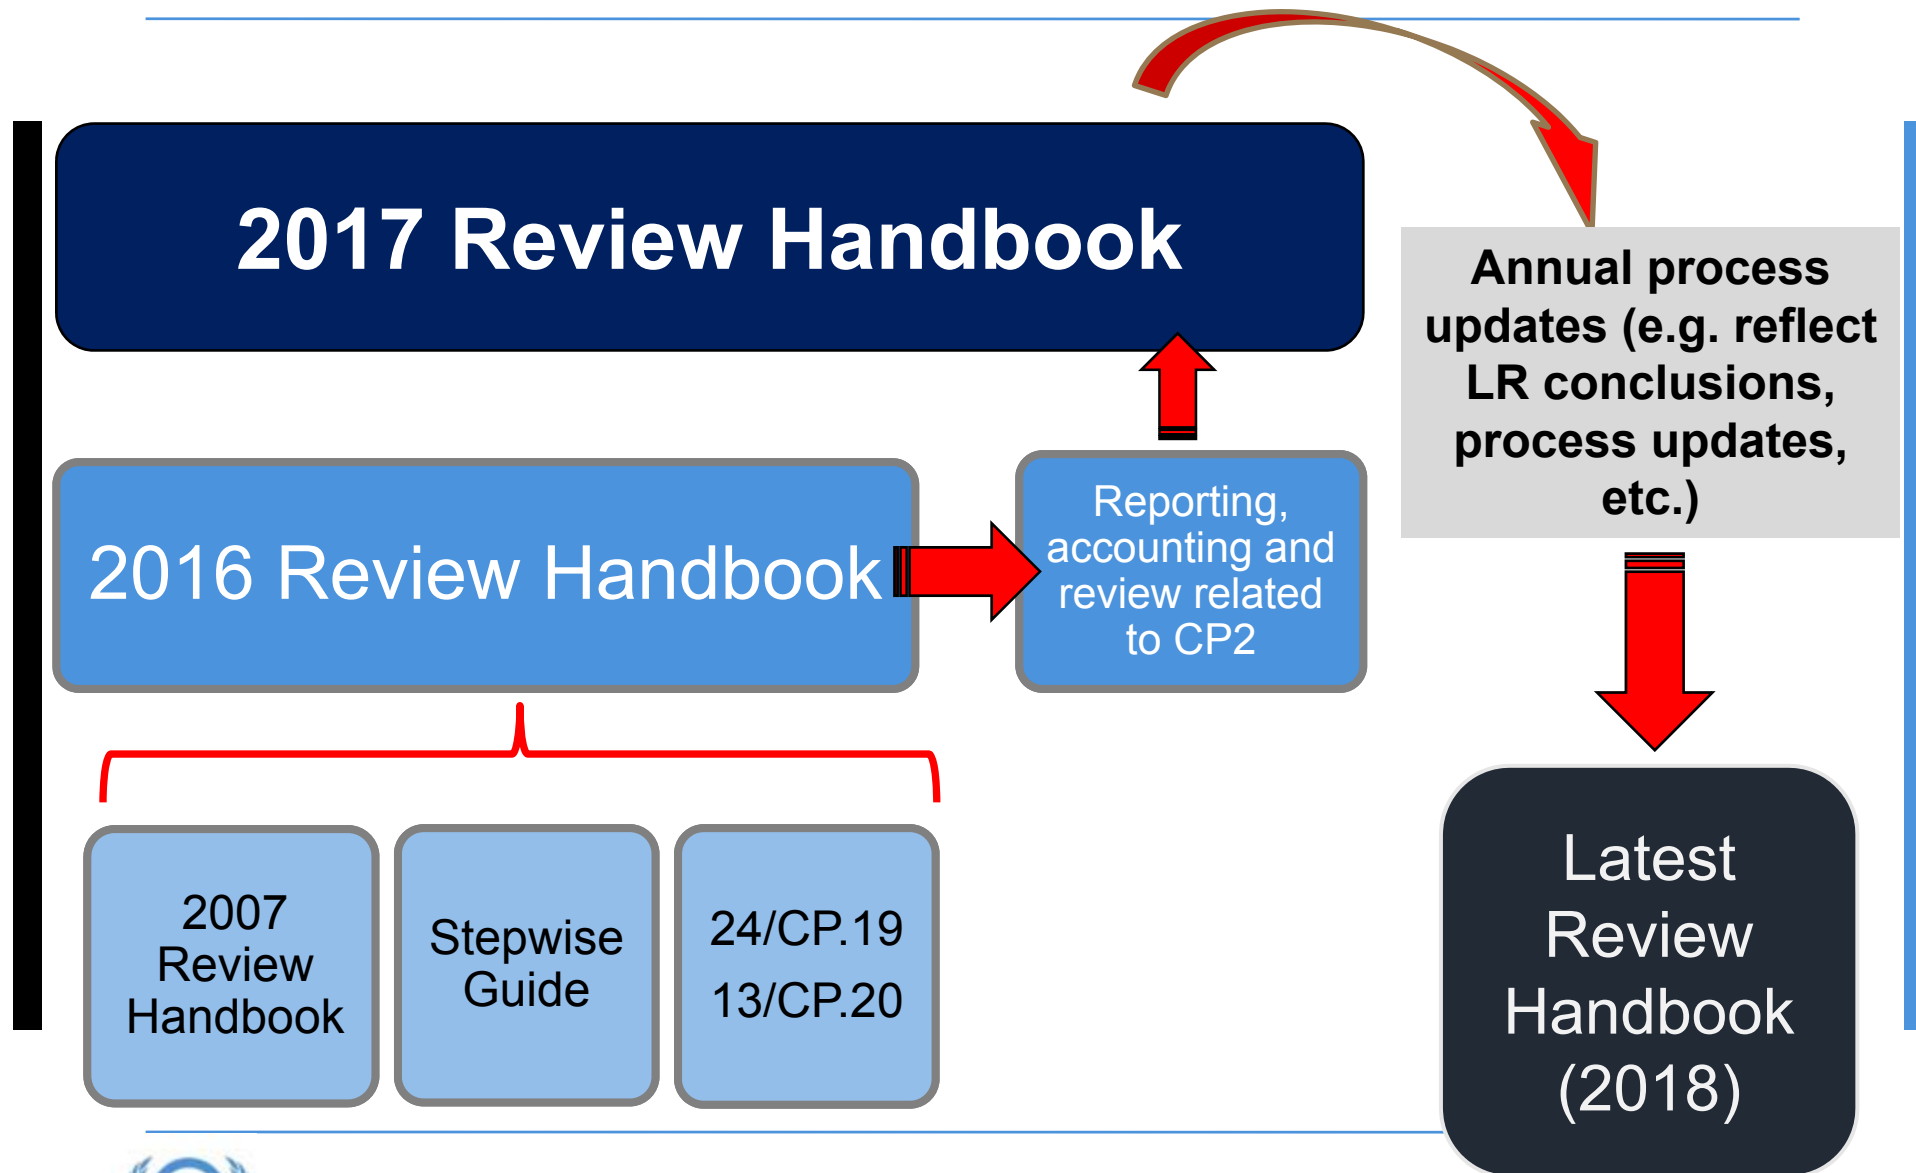 2017 Review Handbook
Annual process
updates (e.g. reflect
LR conclusions,
process updates,
etc.)
2016 Review Handbook
Reporting,
accounting and
review related
to CP2
2007
Review
Handbook
Stepwise
Guide
24/CP.19
13/CP.20
Latest
Review
Handbook
(2018)